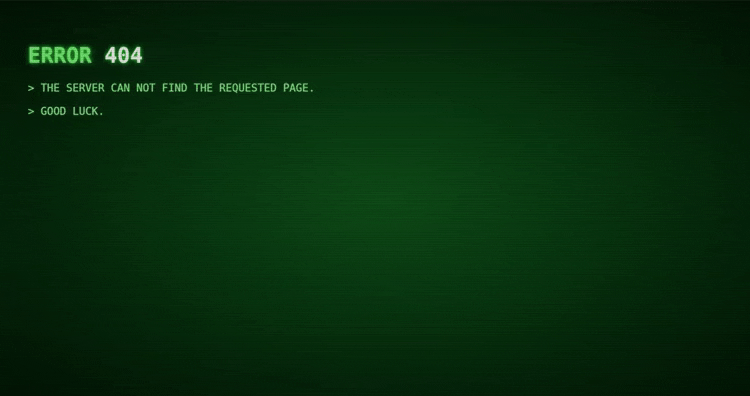 ERROR 404
> THE SERVER CAN NOT FIND THE REQUESTED PAGE.
> GOOD LUCK.